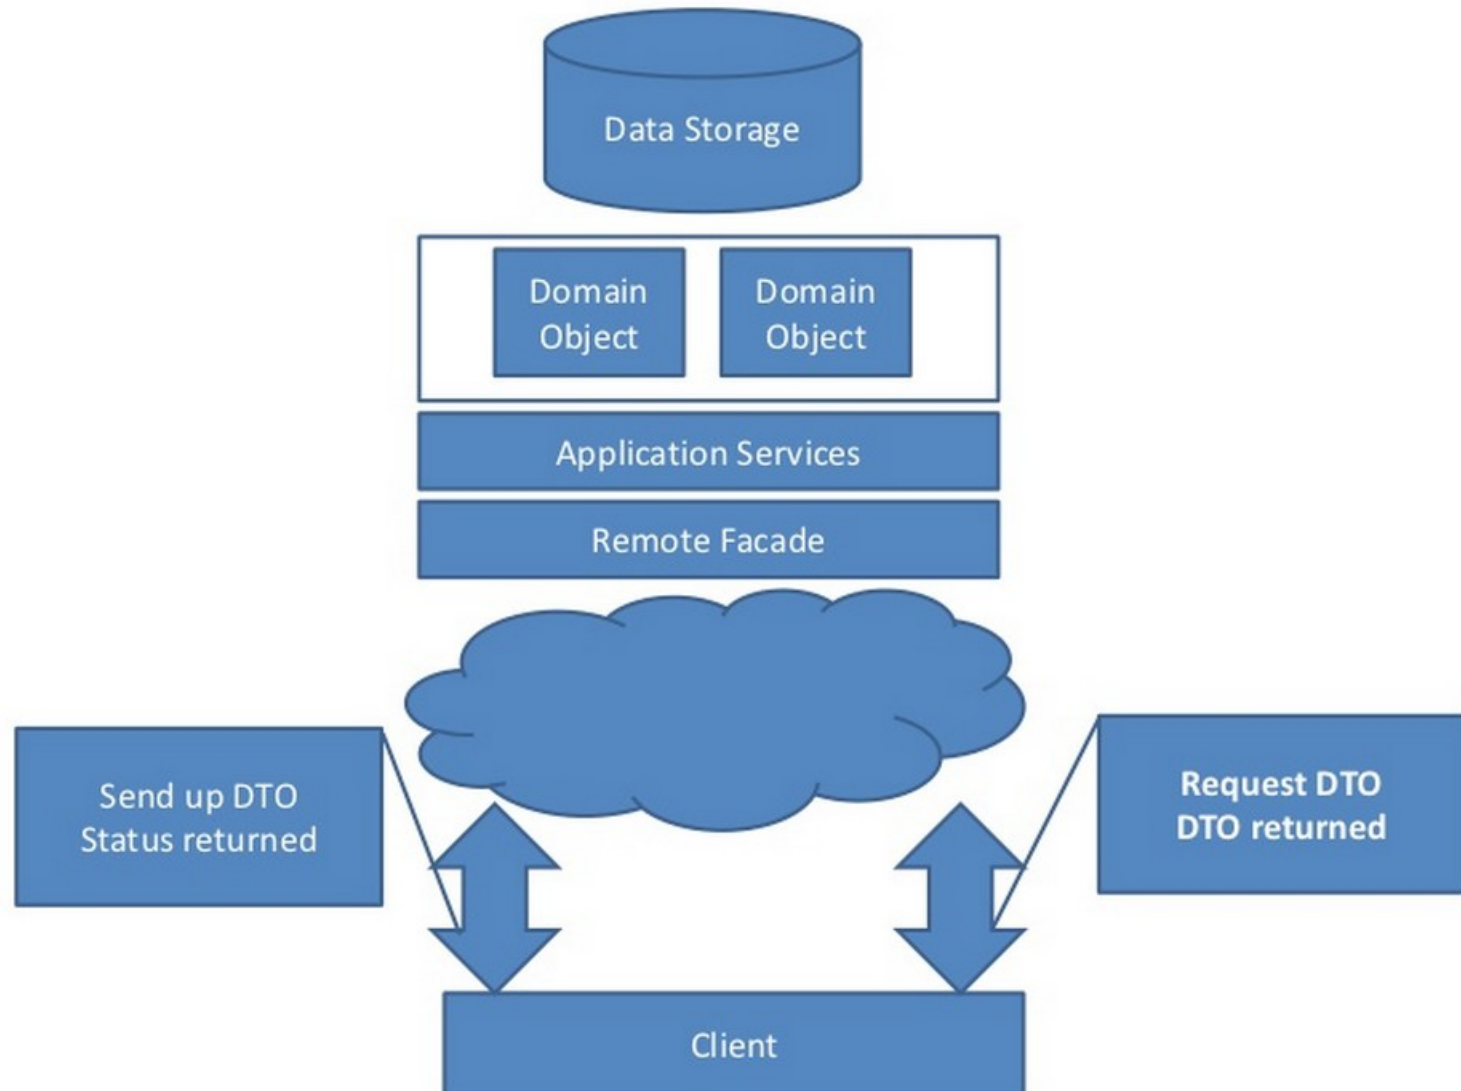 Data Storage
Domain
Object
Domain
Object
Application Services
Remote Facade
Send up DTO
Status returned
Request DTO
DTO returned
Client